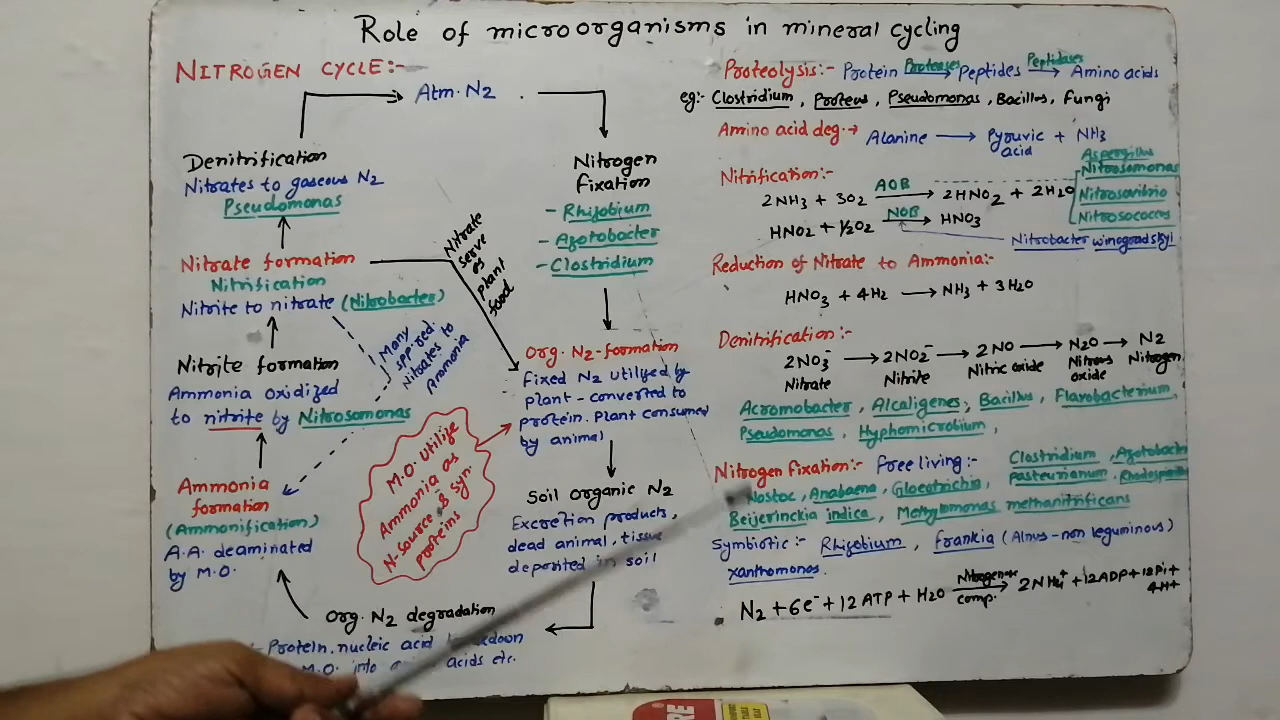 Role of microorganisms in mineral cycling
NITROGEN CYCLE:-
Atm. N2
Denitrification
Nitrates to gaseous N2
Pseudomonas
Nitrate formation
Nitrification
Nitrite to nitrate (Nitrobacter)
Nitrite formation
Ammonia oxidized
to nitrite by Nitrosomonas
Ammonia
formation
(Ammonification)
A.A. deaminated
by M.O.
Nitrate
serve
as
plant
food
Many
spp. red.
Nitrates to
Ammonia
M.O. Utilize
Ammonia as
N-source & Syn.
proteins
Nitrogen
fixation
- Rhizobium
- Azotobacter
- Clostridium
Org. N2-formation
Fixed N2 utilized by
plant - converted to
protein. Plant consumed
by animal
Soil organic N2
Excretion products,
dead animal, tissue
deposited in soil
Org. N2 degradation
Protein, nucleic acid
M.O. into acids etc.
Proteolysis:- Protein Proteases → Peptides Peptidases → Amino acids
eg:- Clostridium, Proteus, Pseudomonas, Bacillus, Fungi
Amino acid deg. → Alanine → Pyruvic acid + NH3
Nitrification:-
Aspergillus
2NH3 + 3O2 AOB → 2HNO2 + 2H2O
Nitrosomonas
Nitrosovibrio
Nitrosococcus
HNO2 + 1/2O2 NOB → HNO3
Nitrobacter winogradskyi
Reduction of Nitrate to Ammonia:-
HNO3 + 4H2 → NH3 + 3H2O
Denitrification:-
2NO3⁻ → 2NO2⁻ → 2NO → N2O → N2
Nitrate Nitrite Nitric oxide Nitrous oxide Nitrogen
Acromobacter, Alcaligenes, Bacillus, Flavobacterium,
Pseudomonas, Hyphomicrobium,
Nitrogen fixation:- Free living:- Clostridium pasteurianum, Azotobacter
Nostoc, Anabaena, Gloeotrichia,
Beijerinckia indica, Methylomonas methanitrificans
Symbiotic:- Rhizobium, Frankia (Alnus - non leguminous)
Xanthomonas.
N2 + 6e⁻ + 12 ATP + H2O Nitrogenase comp. → 2NH4⁺ + 12ADP + 12Pi + 4H+